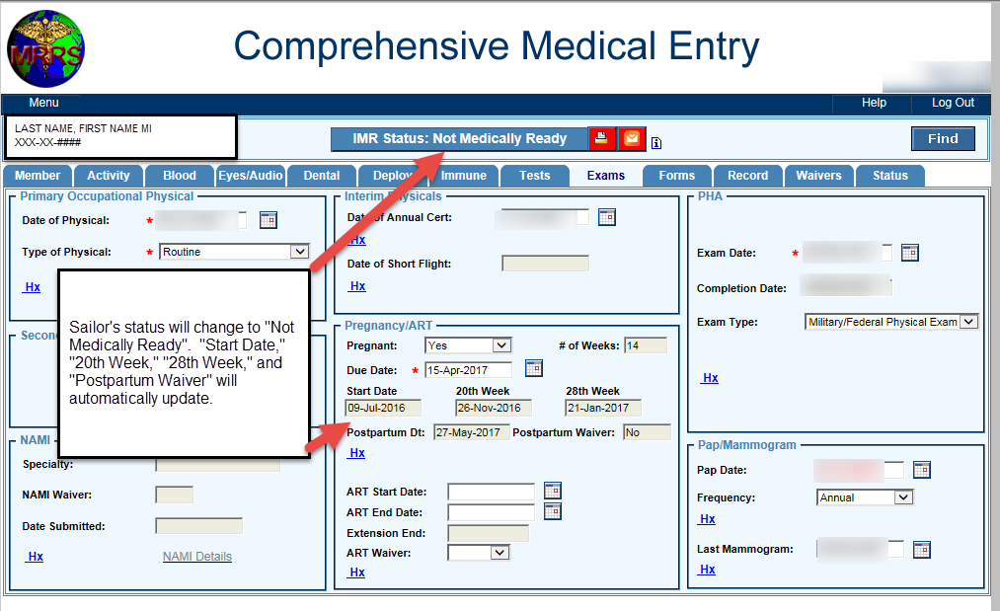 MRRS
Comprehensive Medical Entry
Menu
Help
Log Out
LAST NAME, FIRST NAME MI
XXX-XX-####
IMR Status: Not Medically Ready
i
Find
Member
Activity
Blood
Eyes/Audio
Dental
Deploy
Immune
Tests
Exams
Forms
Record
Waivers
Status
Primary Occupational Physical
Date of Physical: *
Type of Physical: * Routine
Hx
Sailor's status will change to "Not
Medically Ready".  "Start Date,"
"20th Week," "28th Week," and
"Postpartum Waiver" will
automatically update.
NAMI
Specialty:
NAMI Waiver:
Date Submitted:
Hx
NAMI Details
Interim Physicals
Date of Annual Cert:
Hx
Date of Short Flight:
Hx
Pregnancy/ART
Pregnant: Yes # of Weeks: 14
Due Date: * 15-Apr-2017
Start Date 20th Week 28th Week
09-Jul-2016 26-Nov-2016 21-Jan-2017
Postpartum Dt: 27-May-2017 Postpartum Waiver: No
Hx
ART Start Date:
ART End Date:
Extension End:
ART Waiver:
Hx
PHA
Exam Date: *
Completion Date:
Exam Type: Military/Federal Physical Exam
Hx
Pap/Mammogram
Pap Date:
Frequency: Annual
Hx
Last Mammogram:
Hx